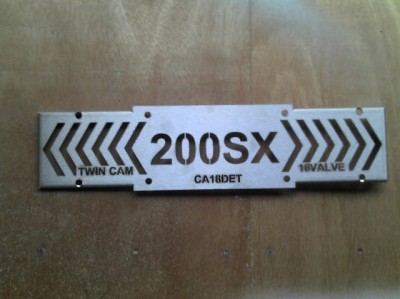 200SX
TWIN CAM
16VALVE
CA18DET